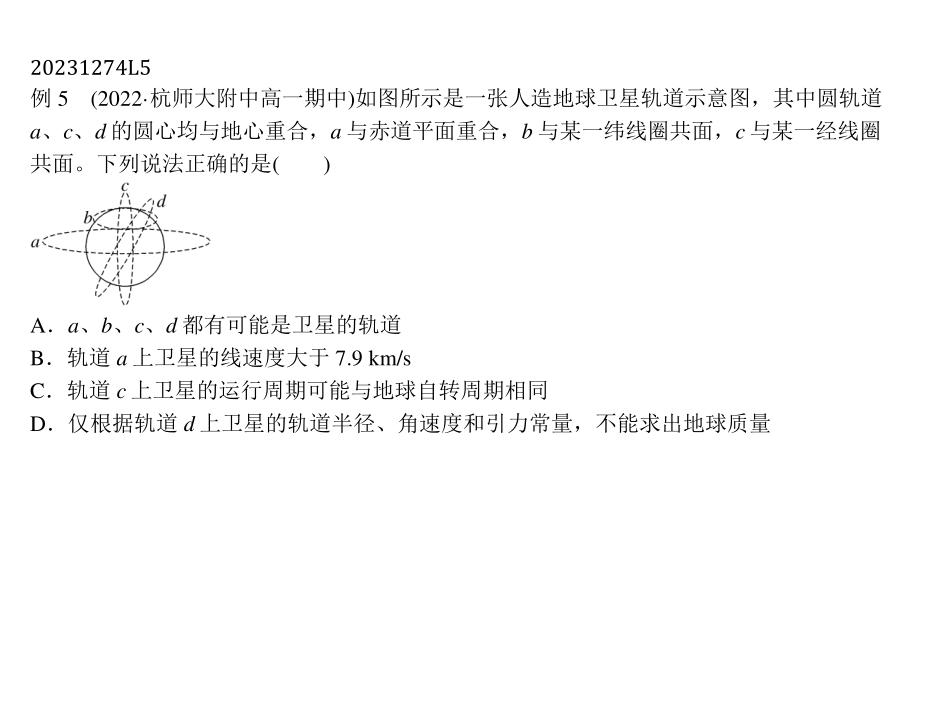 20231274L5
例 5　(2022·杭师大附中高一期中)如图所示是一张人造地球卫星轨道示意图，其中圆轨道
a、c、d 的圆心均与地心重合，a 与赤道平面重合，b 与某一纬线圈共面，c 与某一经线圈
共面。下列说法正确的是(　　)
c
d
b
a
A．a、b、c、d 都有可能是卫星的轨道
B．轨道 a 上卫星的线速度大于 7.9 km/s
C．轨道 c 上卫星的运行周期可能与地球自转周期相同
D．仅根据轨道 d 上卫星的轨道半径、角速度和引力常量，不能求出地球质量